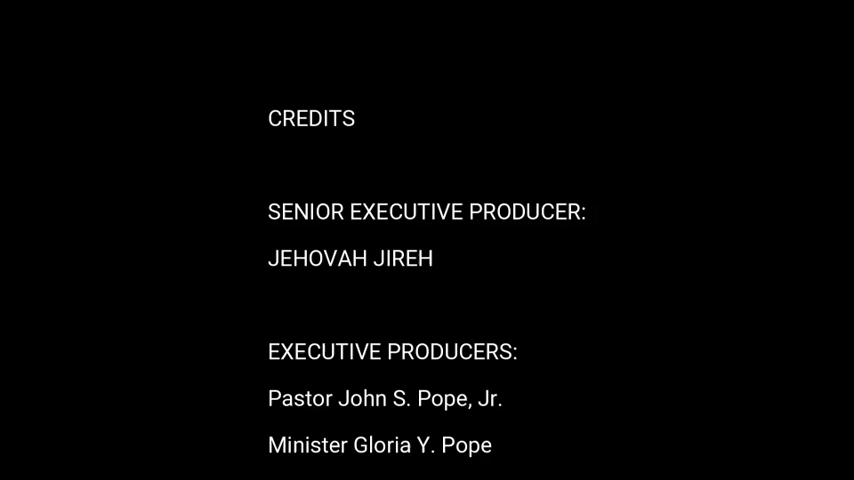 CREDITS
SENIOR EXECUTIVE PRODUCER:
JEHOVAH JIREH
EXECUTIVE PRODUCERS:
Pastor John S. Pope, Jr.
Minister Gloria Y. Pope